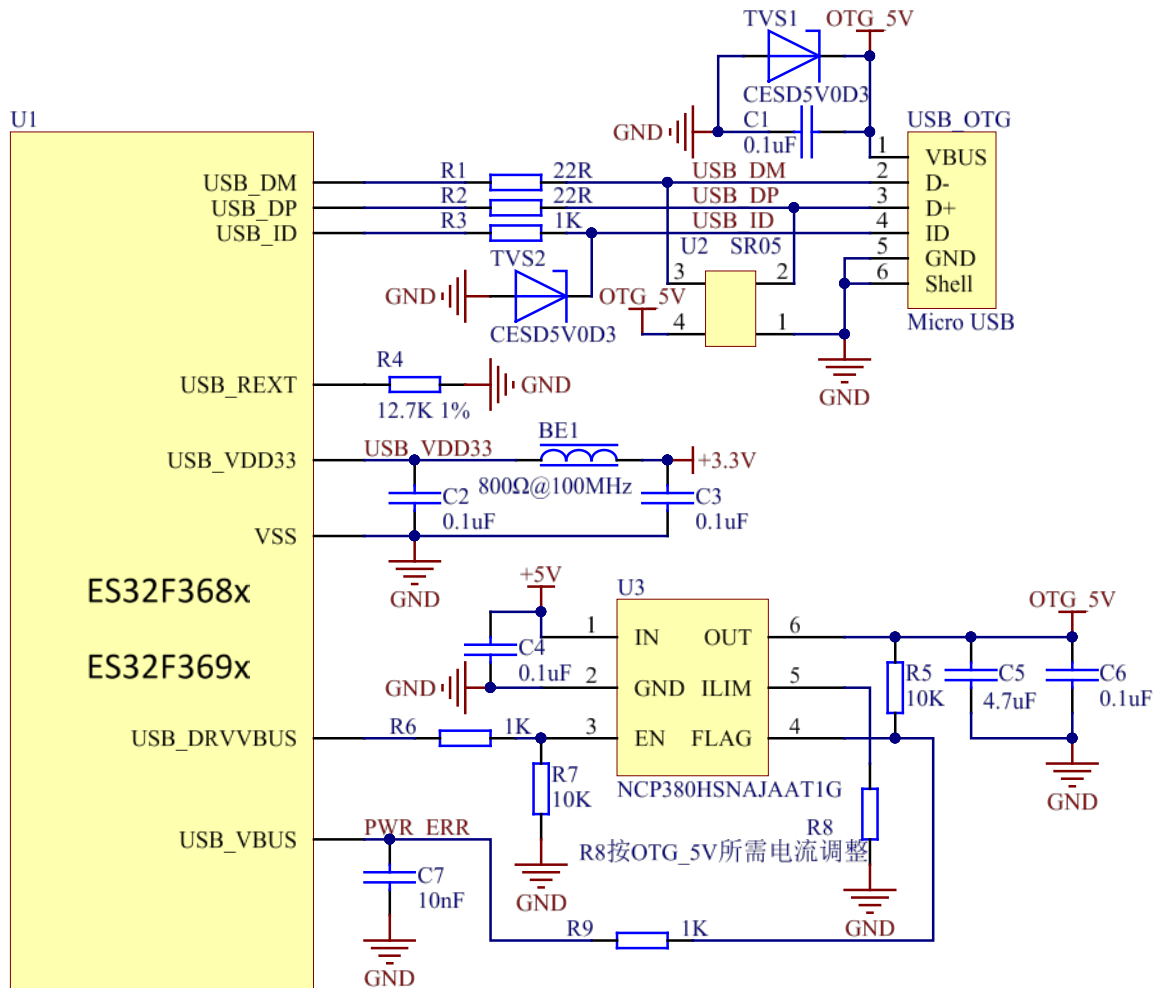 TVS1
OTG_5V
CESD5V0D3
U1
GND
C1
0.1uF
USB_OTG
1
VBUS
USB_DM
R1
22R
USB_DM
2
D-
USB_DP
R2
22R
USB_DP
3
D+
USB_ID
R3
1K
USB_ID
4
ID
U2
SR05
5
GND
TVS2
3
2
6
Shell
GND
OTG_5V
4
1
Micro USB
CESD5V0D3
R4
GND
USB_REXT
GND
12.7K 1%
BE1
USB_VDD33
USB_VDD33
+3.3V
800Ω@100MHz
C2
0.1uF
C3
0.1uF
VSS
GND
ES32F368x
ES32F369x
+5V
U3
OTG_5V
1
IN
OUT
6
C4
0.1uF
GND
2
GND
ILIM
5
R5
10K
C5
4.7uF
C6
0.1uF
USB_DRVVBUS
R6
1K
3
EN
FLAG
4
R7
10K
NCP380HSNAJAAT1G
GND
USB_VBUS
PWR_ERR
R8
R8按OTG_5V所需电流调整
C7
10nF
GND
R9
1K
GND
GND